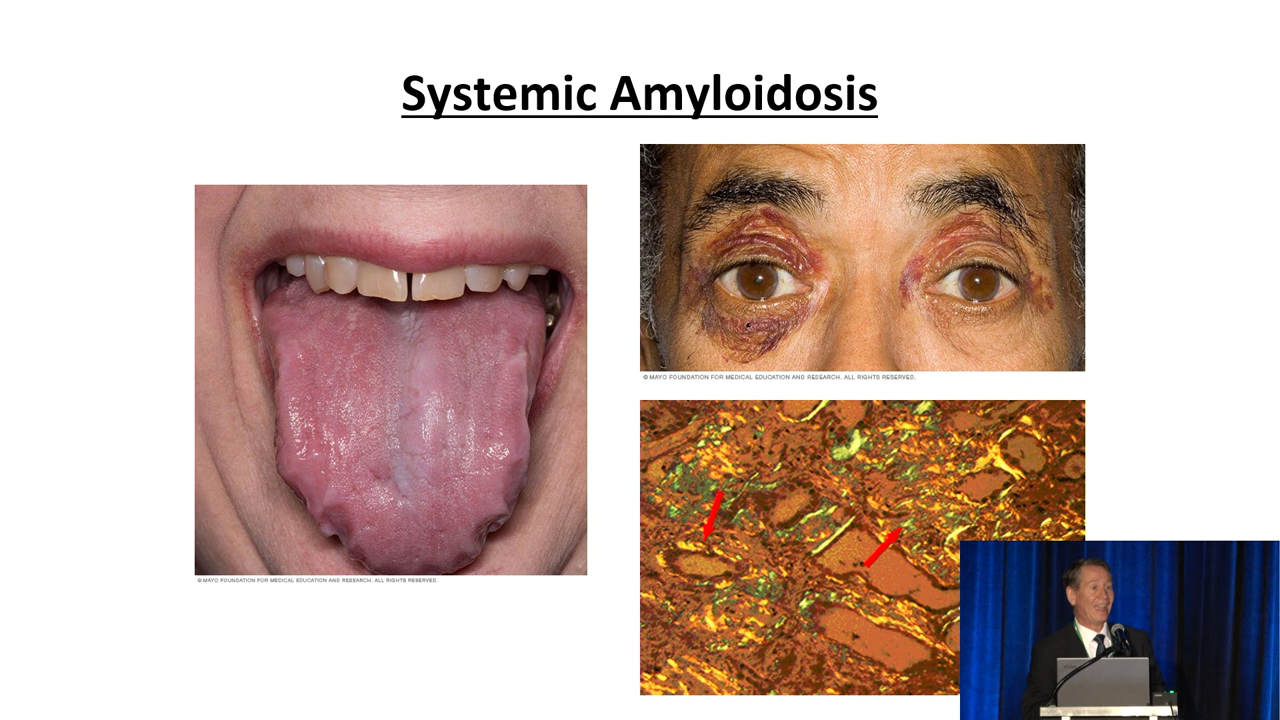 Systemic Amyloidosis
© MAYO FOUNDATION FOR MEDICAL EDUCATION AND RESEARCH. ALL RIGHTS RESERVED.
© MAYO FOUNDATION FOR MEDICAL EDUCATION AND RESEARCH. ALL RIGHTS RESERVED.